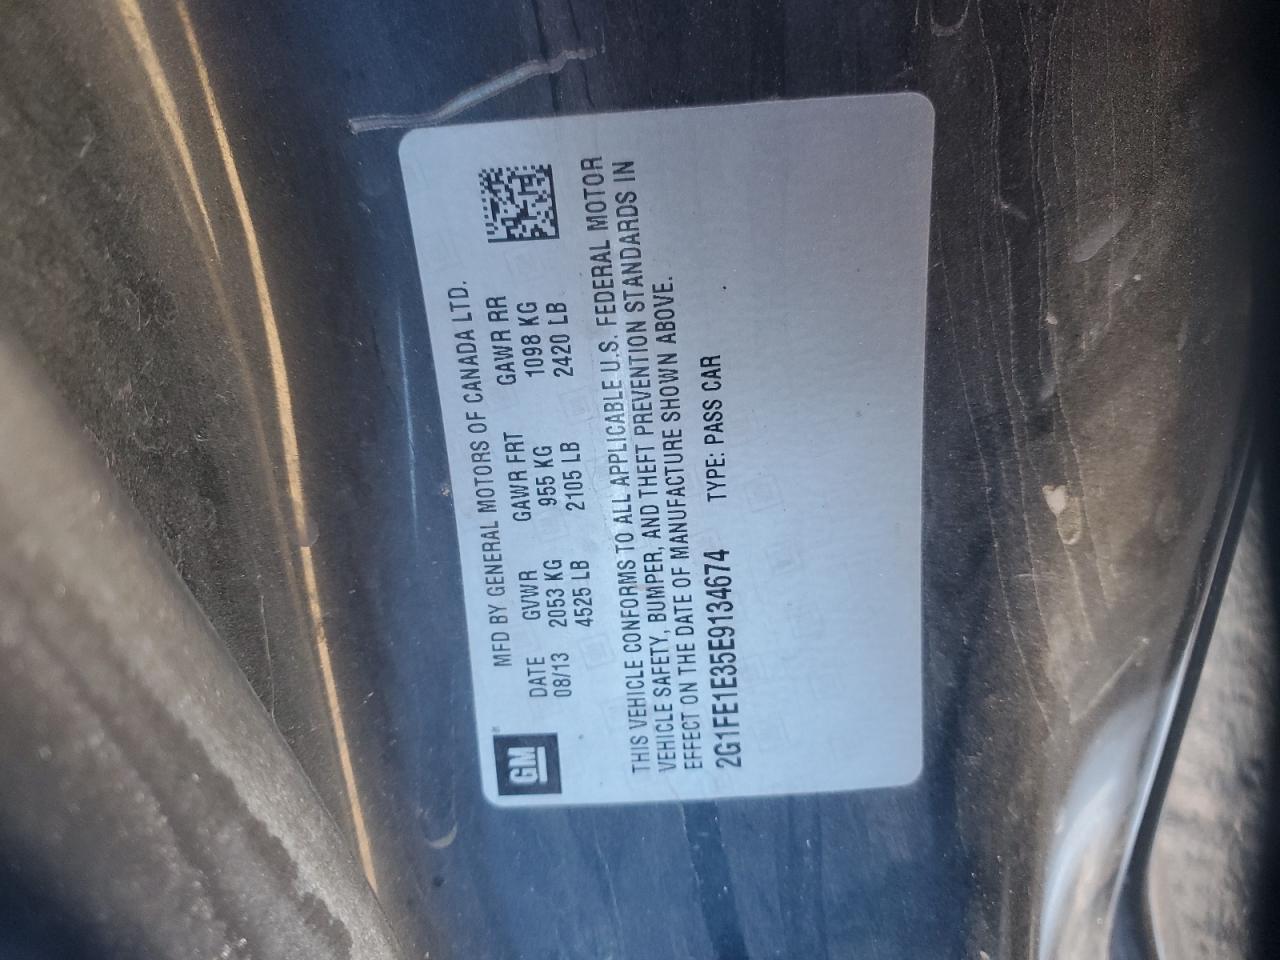 MFD BY GENERAL MOTORS OF CANADA LTD.
DATE GVWR GAWR FRT GAWR RR
08/13 2053 KG 955 KG 1098 KG
4525 LB 2105 LB 2420 LB
GM
THIS VEHICLE CONFORMS TO ALL APPLICABLE U.S. FEDERAL MOTOR
VEHICLE SAFETY, BUMPER, AND THEFT PREVENTION STANDARDS IN
EFFECT ON THE DATE OF MANUFACTURE SHOWN ABOVE.
2G1FE1E35E9134674 TYPE: PASS CAR